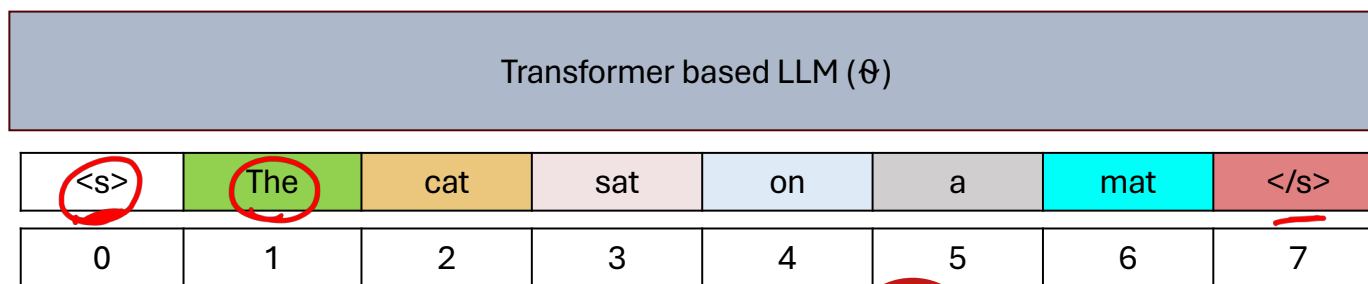 Transformer based LLM (ϑ)
<s> The cat sat on a mat </s>
0 1 2 3 4 5 6 7